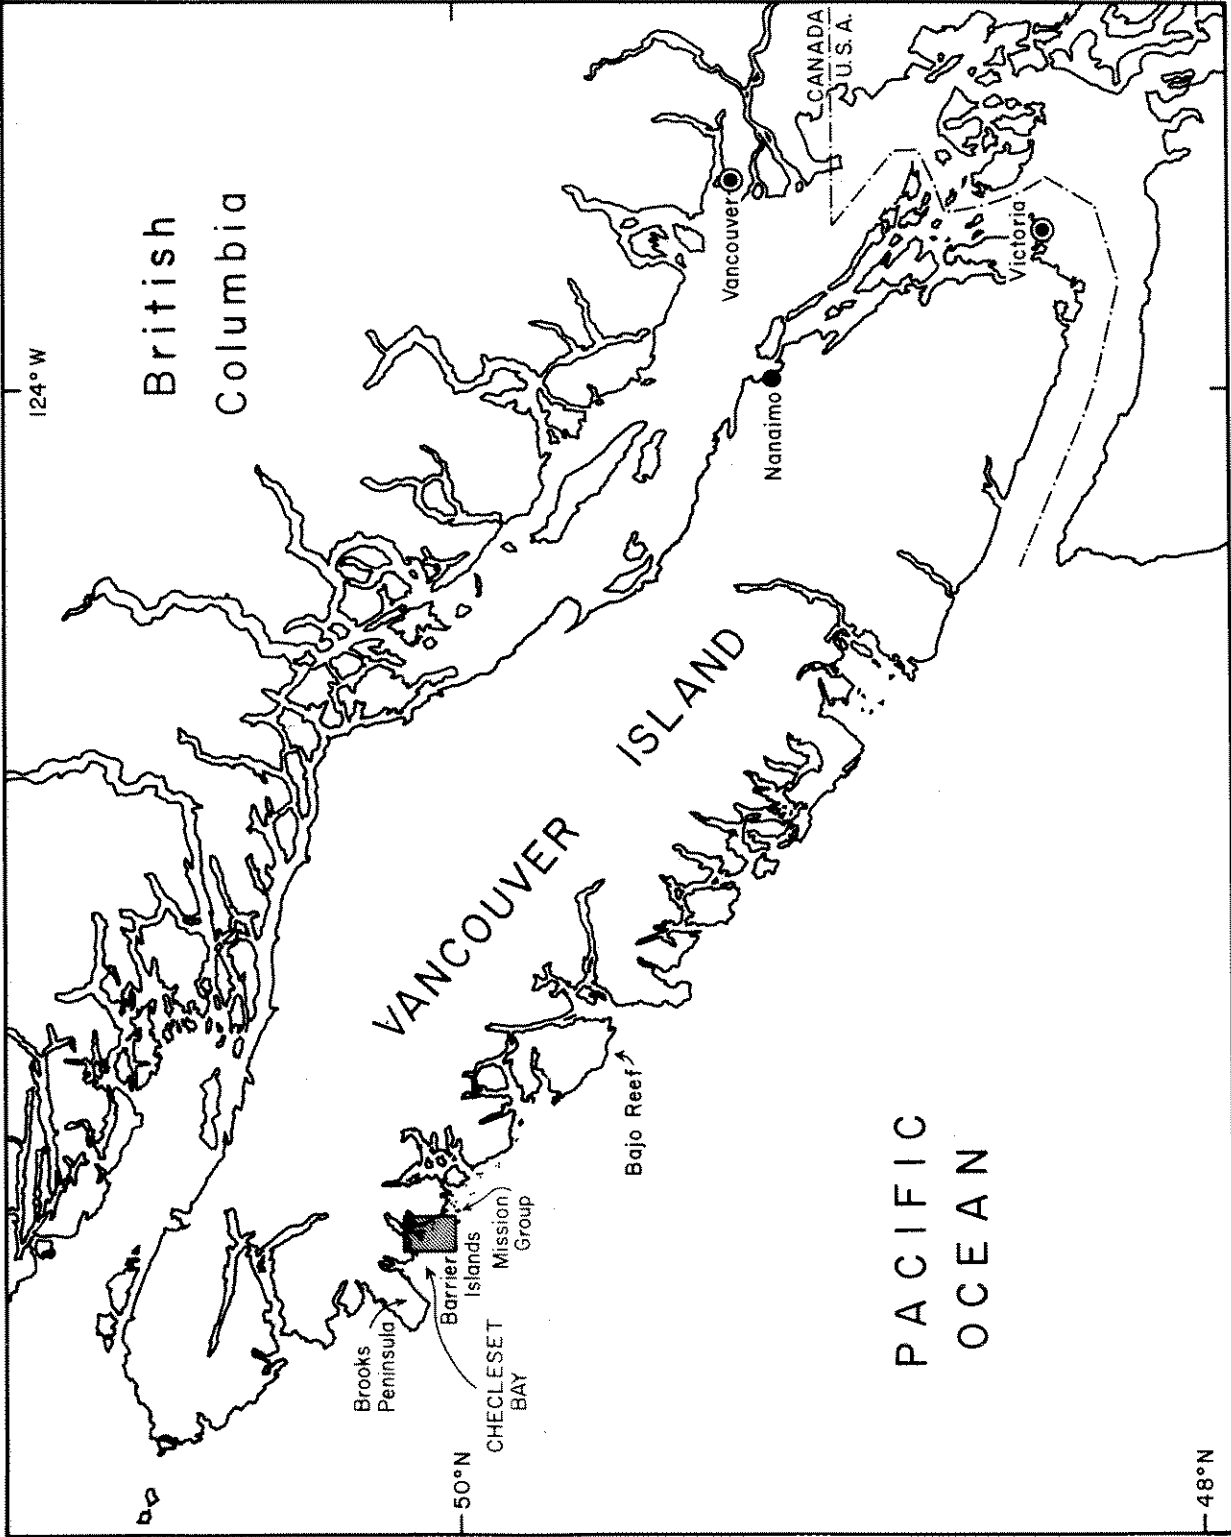 124° W
British
Columbia
CANADA
U.S.A.
Vancouver
Victoria
Nanaimo
VANCOUVER ISLAND
Brooks
Peninsula
CHECLESET
BAY
Barrier
Islands
Mission
Group
Bajo Reef
PACIFIC
OCEAN
50°N
48°N